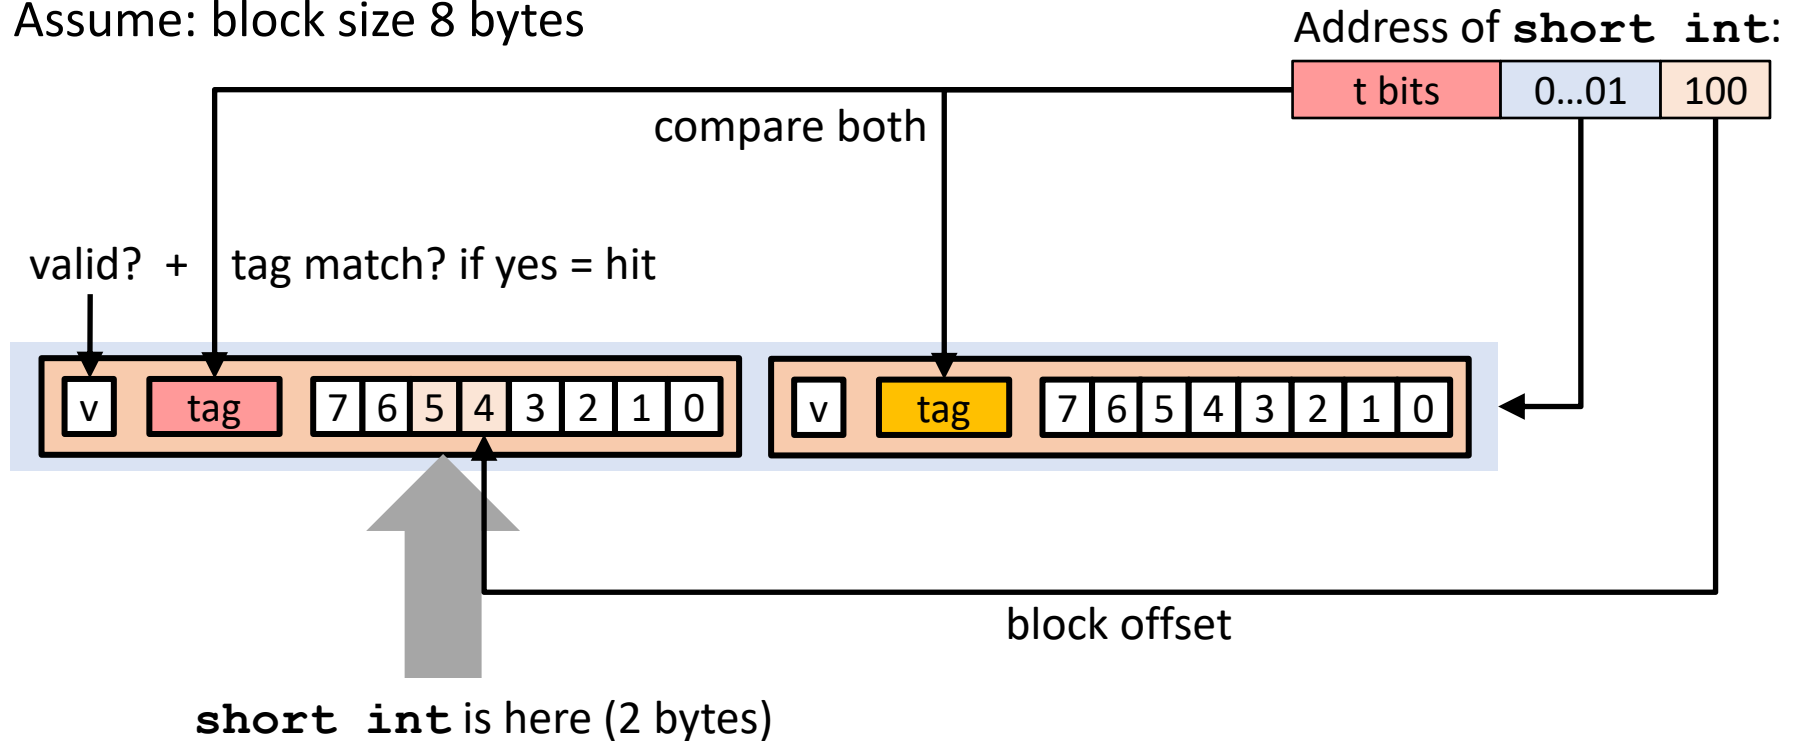 Assume: block size 8 bytes
Address of short int:
t bits 0...01 100
compare both
valid? + tag match? if yes = hit
v tag 7 6 5 4 3 2 1 0 v tag 7 6 5 4 3 2 1 0
block offset
short int is here (2 bytes)